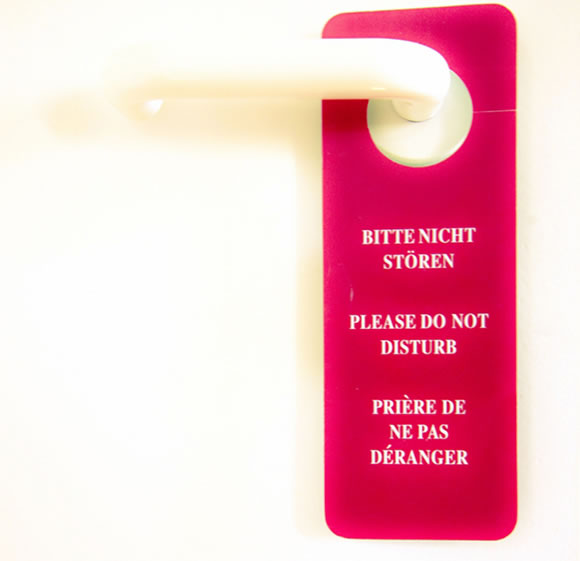 BITTE NICHT
STÖREN
PLEASE DO NOT
DISTURB
PRIÈRE DE
NE PAS
DÉRANGER